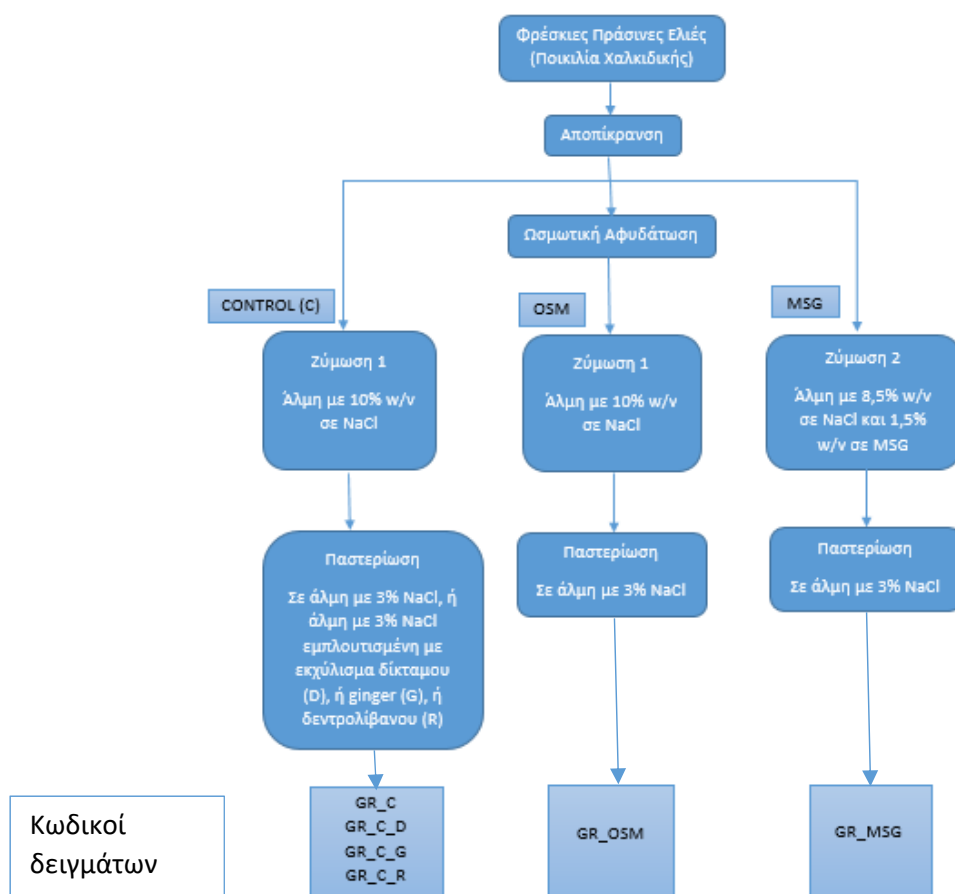 Φρέσκιες Πράσινες Ελιές
(Ποικιλία Χαλκιδικής)
Αποπίκρανση
Ωσμωτική Αφυδάτωση
CONTROL (C)
OSM
MSG
Ζύμωση 1
Άλμη με 10% w/v
σε NaCl
Ζύμωση 1
Άλμη με 10% w/v
σε NaCl
Ζύμωση 2
Άλμη με 8,5% w/v
σε NaCl και 1,5%
w/v σε MSG
Παστερίωση
Σε άλμη με 3% NaCl, ή
άλμη με 3% NaCl
εμπλουτισμένη με
εκχύλισμα δίκταμου
(D), ή ginger (G), ή
δεντρολίβανου (R)
Παστερίωση
Σε άλμη με 3% NaCl
Παστερίωση
Σε άλμη με 3% NaCl
Κωδικοί
δειγμάτων
GR_C
GR_C_D
GR_C_G
GR_C_R
GR_OSM
GR_MSG